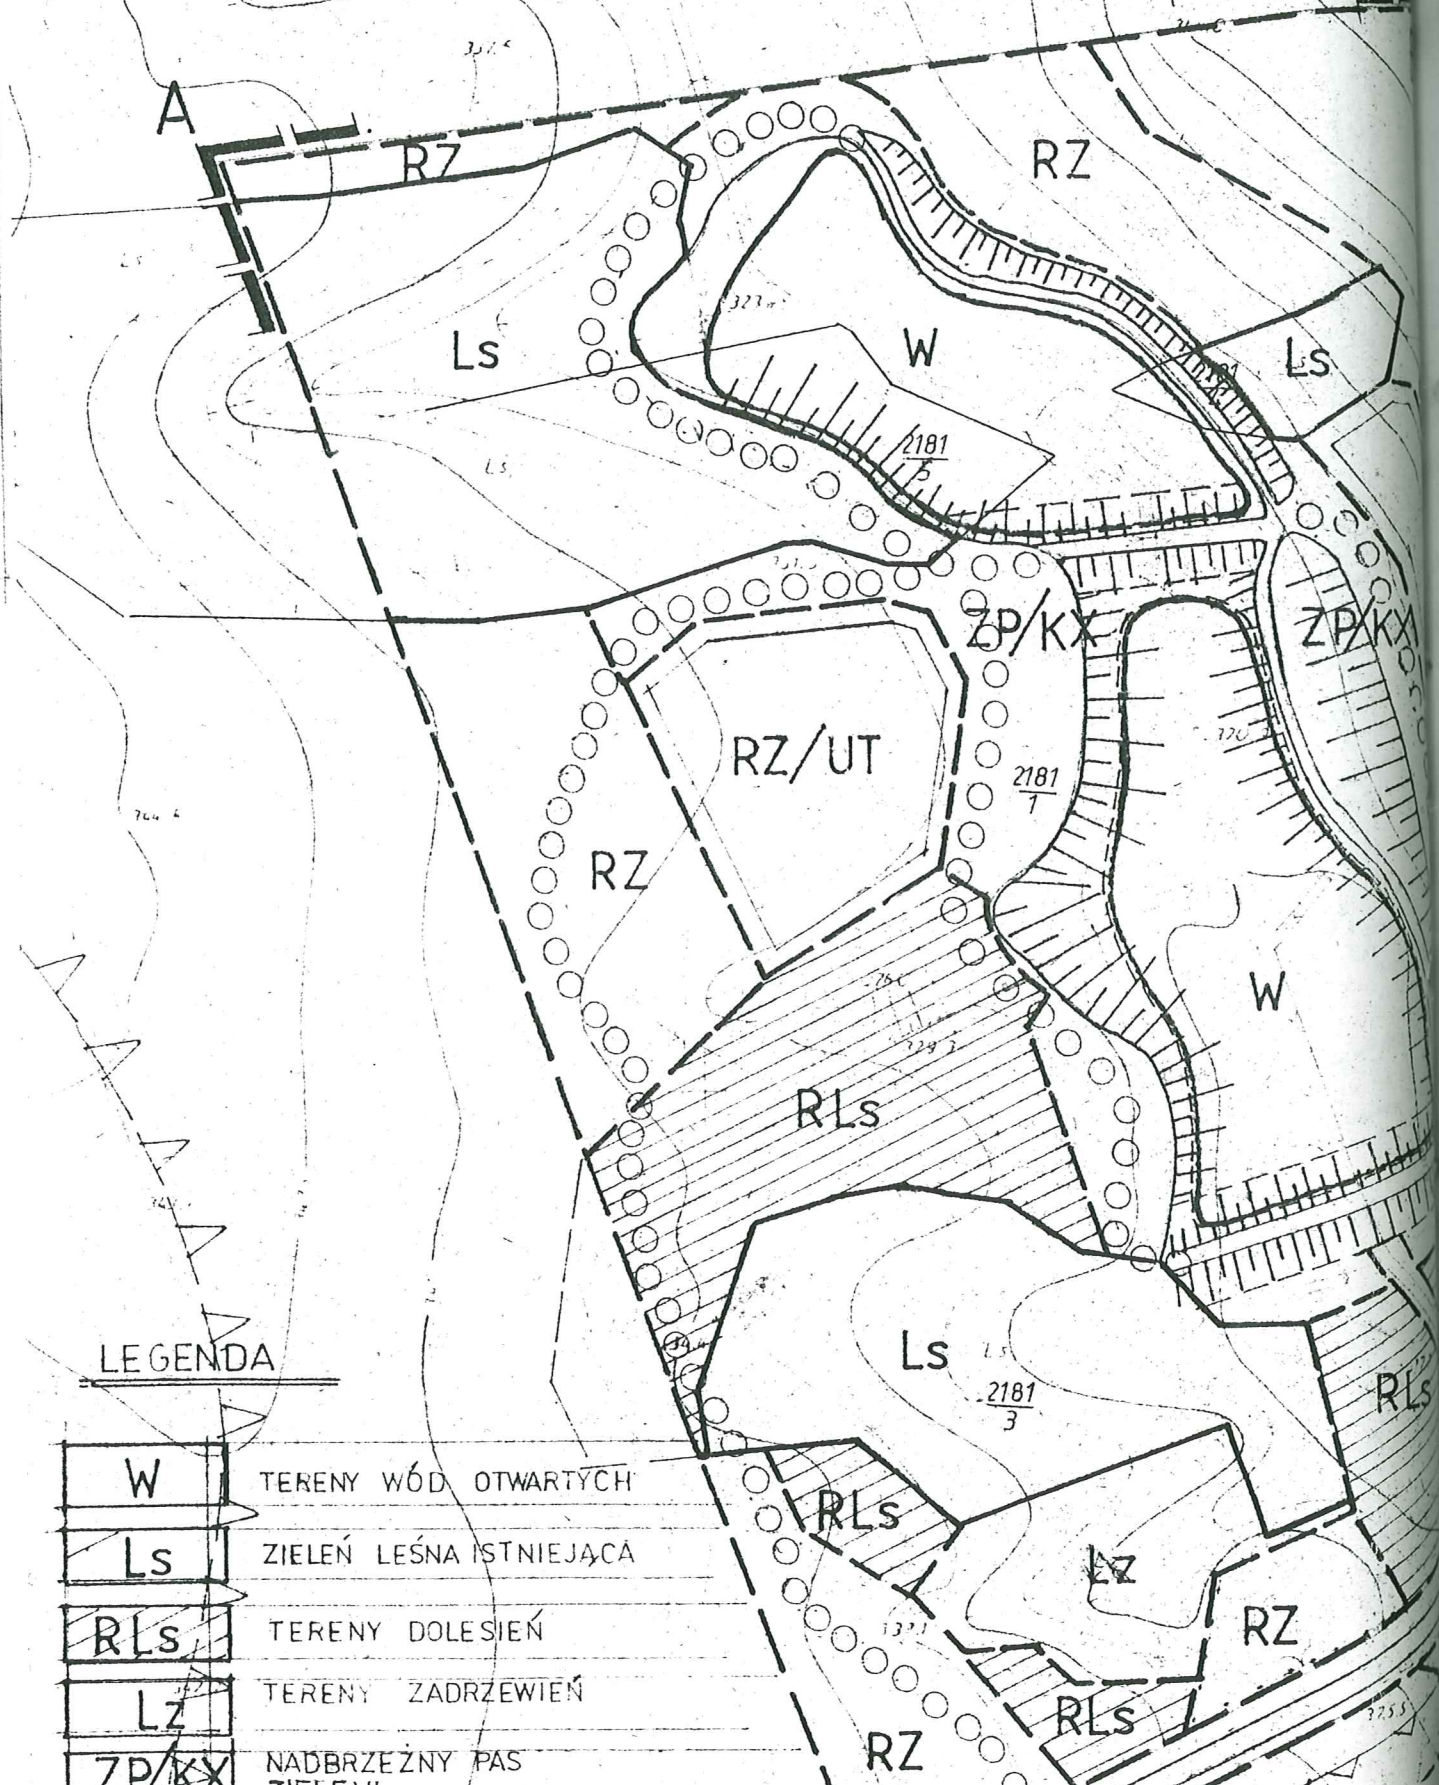 A
RZ
RZ
Ls
W
Ls
2181
5
Ls
ZP/KX
ZP/KX
RZ/UT
2181
1
RZ
W
RLs
Ls
Ls
2181
3
RLs
LEGENDA
W TERENY WÓD OTWARTYCH
Ls ZIELEŃ LEŚNA ISTNIEJĄCA
RLs TERENY DOLESIEŃ
Lz TERENY ZADRZEWIEŃ
ZP/KX NADBRZEŻNY PAS
RLs
Lz
RZ
RLs
RZ